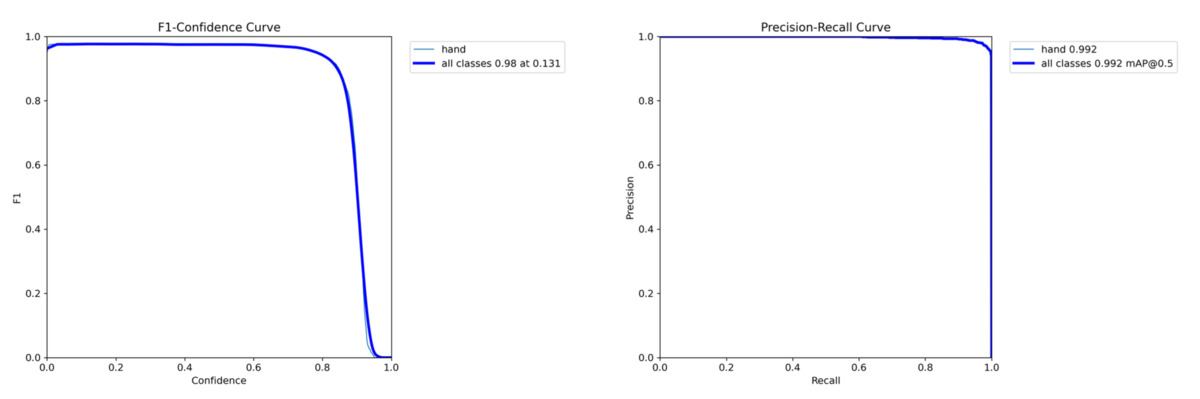 F1-Confidence Curve
1.0
0.8
0.6
0.4
0.2
0.0
F1
0.0 0.2 0.4 0.6 0.8 1.0
Confidence
hand
all classes 0.98 at 0.131
Precision-Recall Curve
1.0
0.8
0.6
0.4
0.2
0.0
Precision
0.0 0.2 0.4 0.6 0.8 1.0
Recall
hand 0.992
all classes 0.992 mAP@0.5